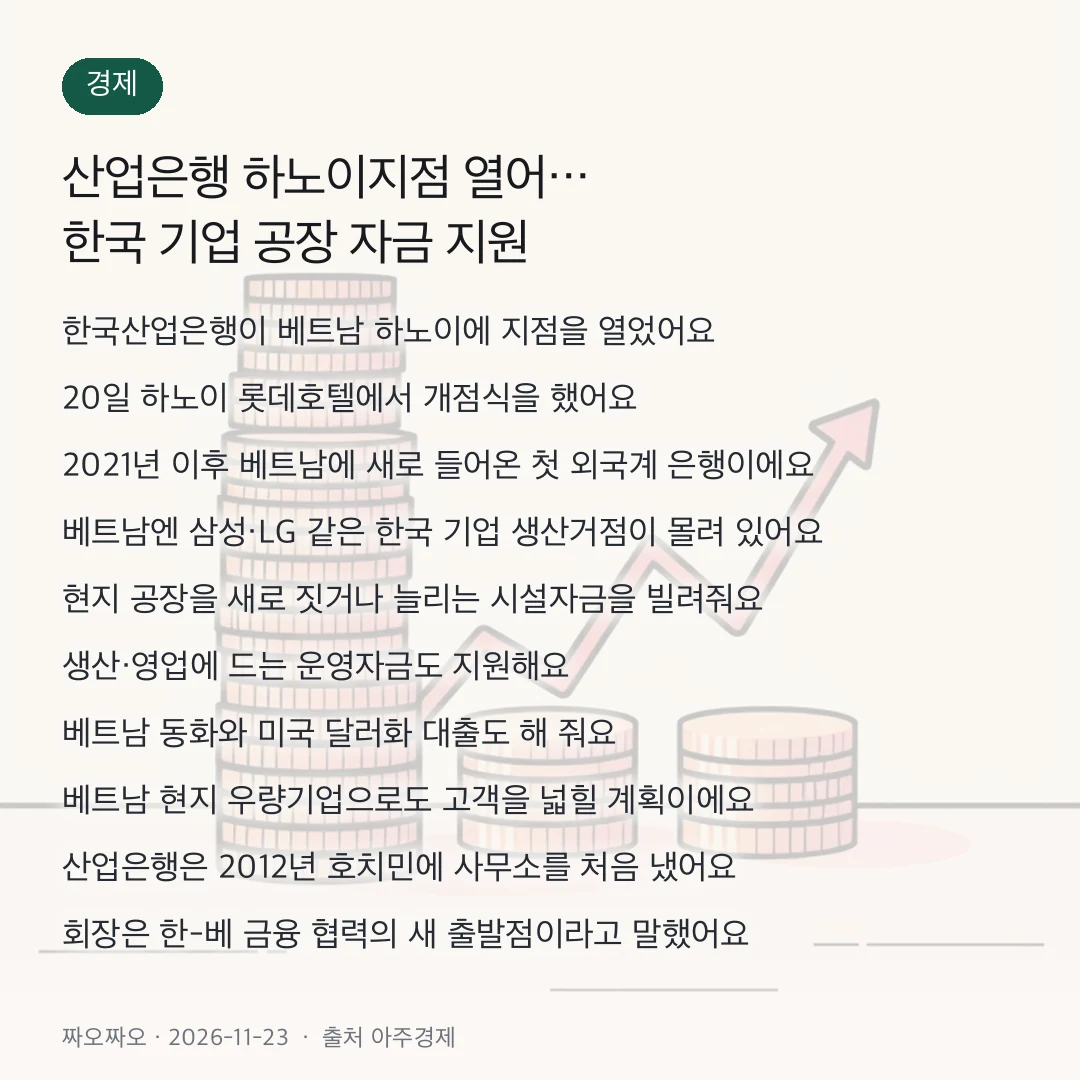 경제
산업은행 하노이지점 열어…
한국 기업 공장 자금 지원
한국산업은행이 베트남 하노이에 지점을 열었어요
20일 하노이 롯데호텔에서 개점식을 했어요
2021년 이후 베트남에 새로 들어온 첫 외국계 은행이에요
베트남엔 삼성·LG 같은 한국 기업 생산거점이 몰려 있어요
현지 공장을 새로 짓거나 늘리는 시설자금을 빌려줘요
생산·영업에 드는 운영자금도 지원해요
베트남 동화와 미국 달러화 대출도 해 줘요
베트남 현지 우량기업으로도 고객을 넓힐 계획이에요
산업은행은 2012년 호치민에 사무소를 처음 냈어요
회장은 한-베 금융 협력의 새 출발점이라고 말했어요
짜오짜오 · 2026-11-23 · 출처 아주경제